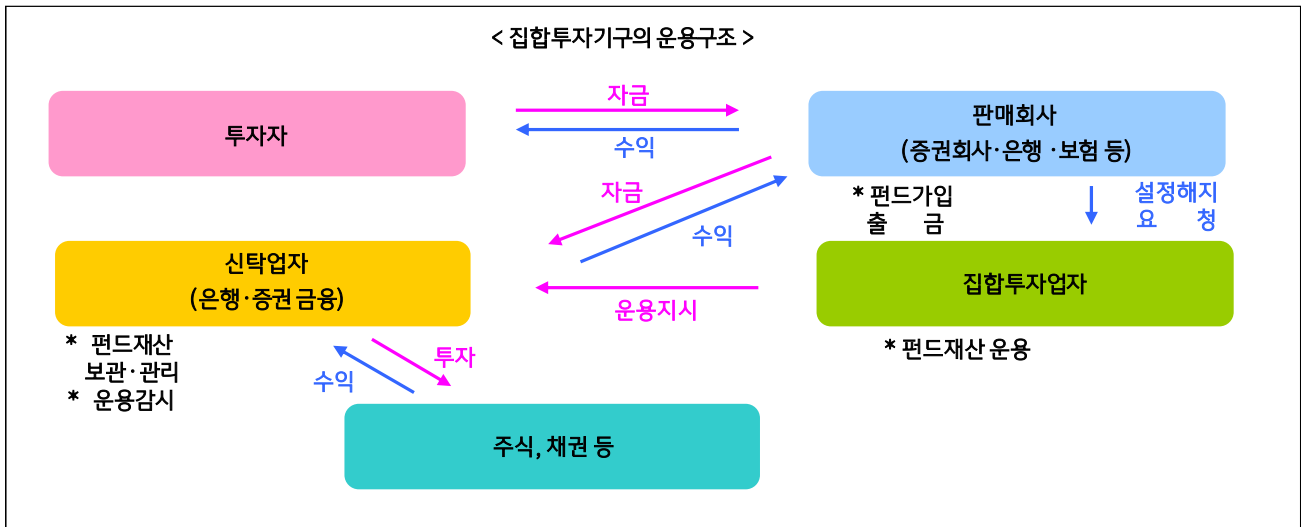 < 집합투자기구의 운용구조 >
투자자
자금
수익
판매회사
(증권회사·은행 ·보험 등)
자금
수익
* 펀드가입
출 금
설정해지
요 청
신탁업자
(은행·증권 금융)
운용지시
집합투자업자
* 펀드재산
보관·관리
* 운용감시
수익
투자
* 펀드재산 운용
주식, 채권 등